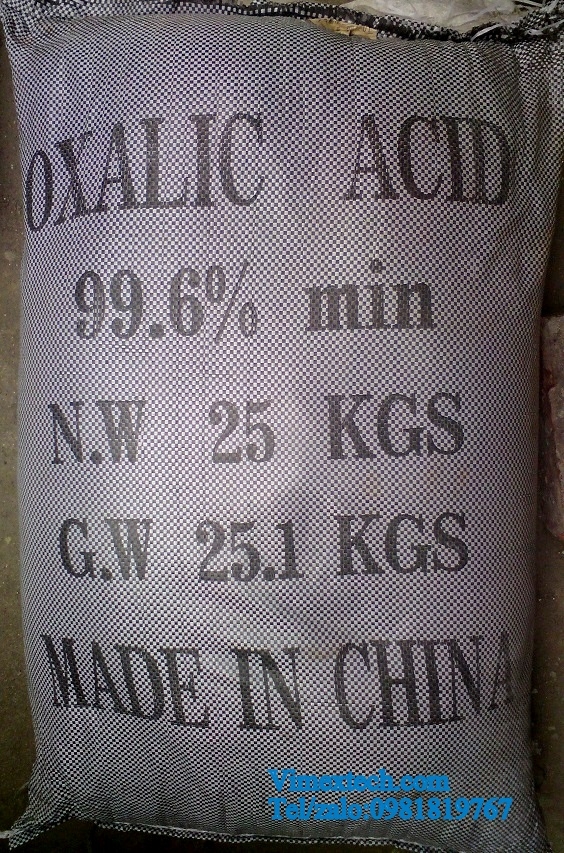 OXALIC ACID
99.6% min
N.W 25 KGS
G.W 25.1 KGS
MADE IN CHINA
Vimextech.com
Tel/zalo:0981819767